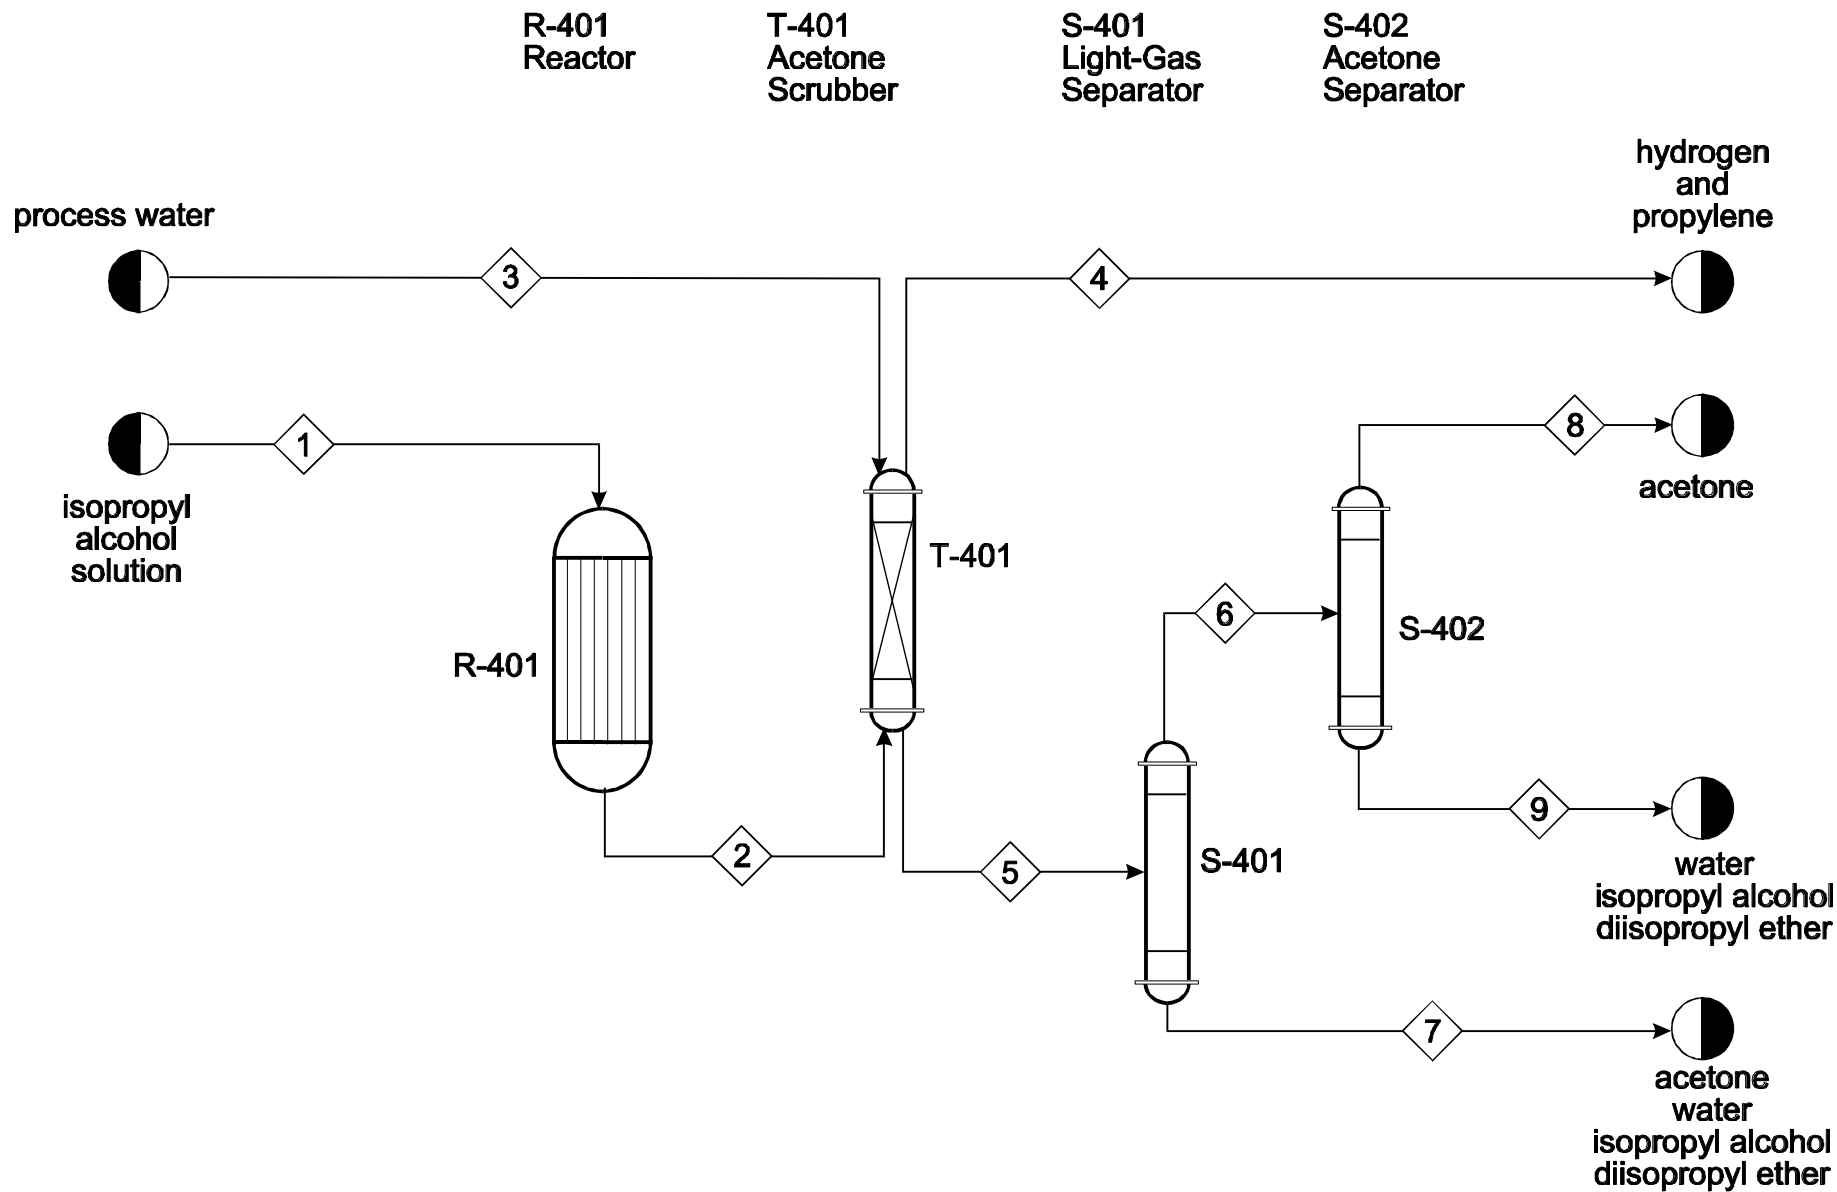 R-401
Reactor
T-401
Acetone
Scrubber
S-401
Light-Gas
Separator
S-402
Acetone
Separator
hydrogen
and
propylene
process water
3
4
1
8
isopropyl
alcohol
solution
acetone
T-401
6
S-402
R-401
9
2
5
S-401
water
isopropyl alcohol
diisopropyl ether
7
acetone
water
isopropyl alcohol
diisopropyl ether